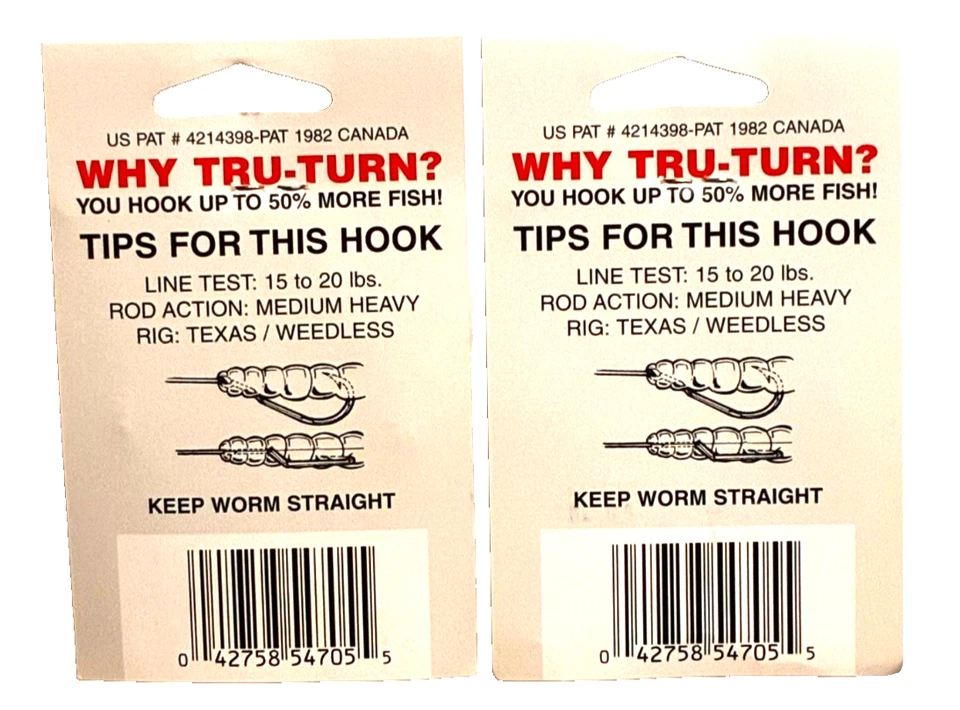 US PAT # 4214398-PAT 1982 CANADA
WHY TRU-TURN?
YOU HOOK UP TO 50% MORE FISH!
TIPS FOR THIS HOOK
LINE TEST: 15 to 20 lbs.
ROD ACTION: MEDIUM HEAVY
RIG: TEXAS / WEEDLESS
KEEP WORM STRAIGHT
0 42758 54705 5
US PAT # 4214398-PAT 1982 CANADA
WHY TRU-TURN?
YOU HOOK UP TO 50% MORE FISH!
TIPS FOR THIS HOOK
LINE TEST: 15 to 20 lbs.
ROD ACTION: MEDIUM HEAVY
RIG: TEXAS / WEEDLESS
KEEP WORM STRAIGHT
0 42758 54705 5